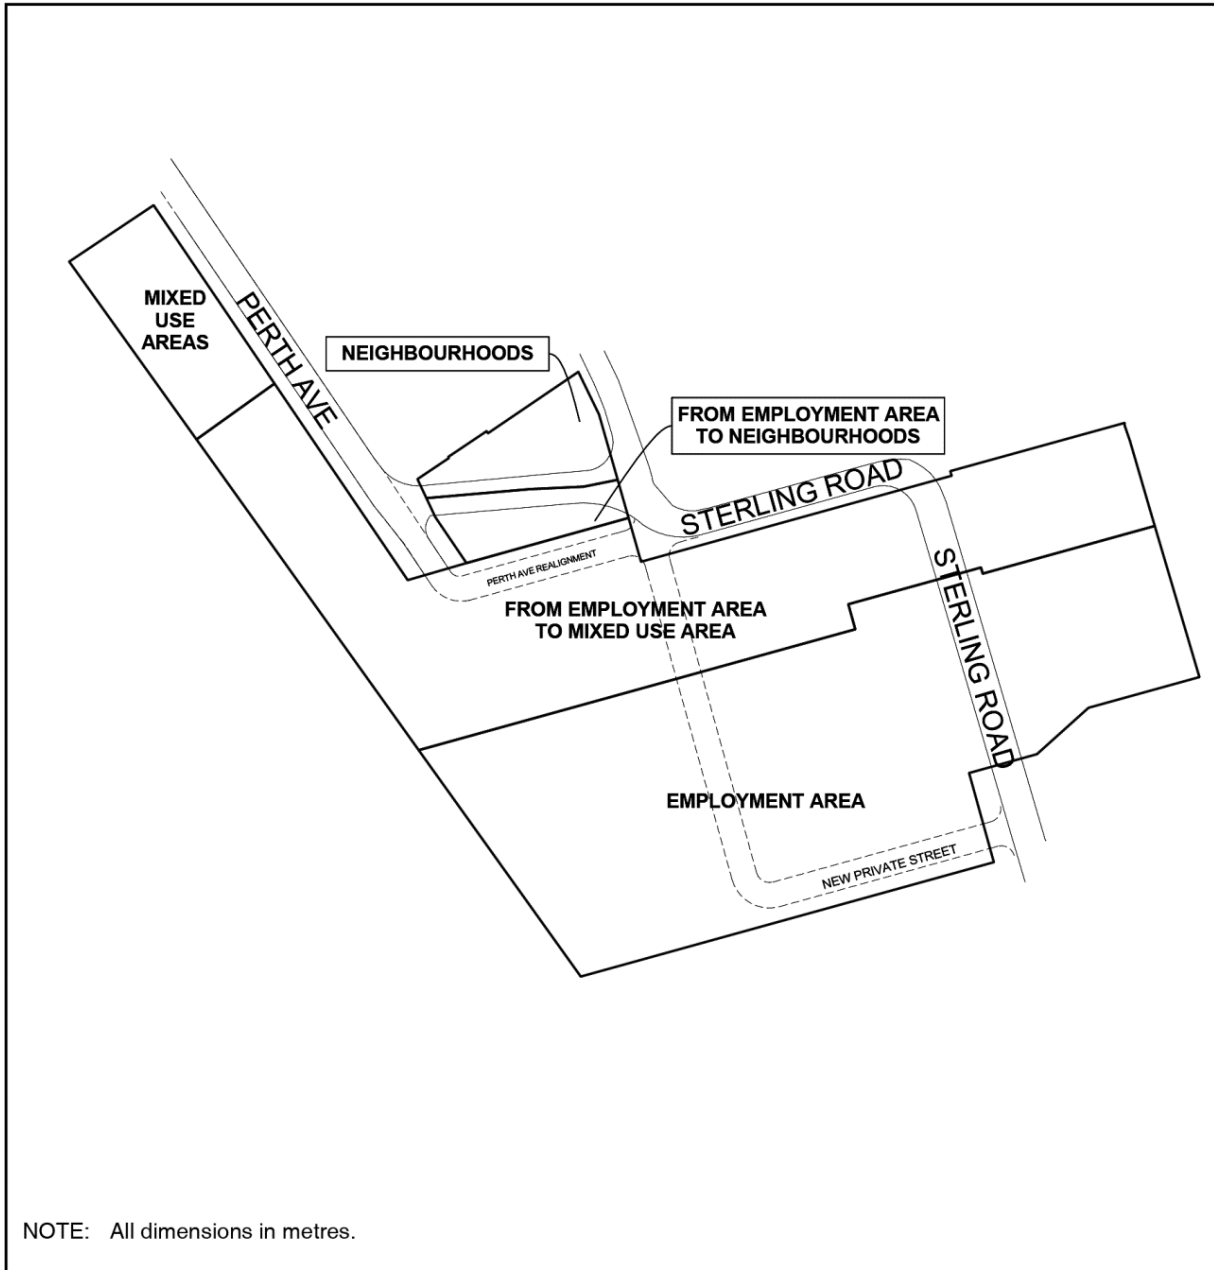 MIXED
USE
AREAS
PERTH AVE
NEIGHBOURHOODS
FROM EMPLOYMENT AREA
TO NEIGHBOURHOODS
STERLING ROAD
PERTH AVE REALIGNMENT
FROM EMPLOYMENT AREA
TO MIXED USE AREA
STERLING ROAD
EMPLOYMENT AREA
NEW PRIVATE STREET
NOTE: All dimensions in metres.